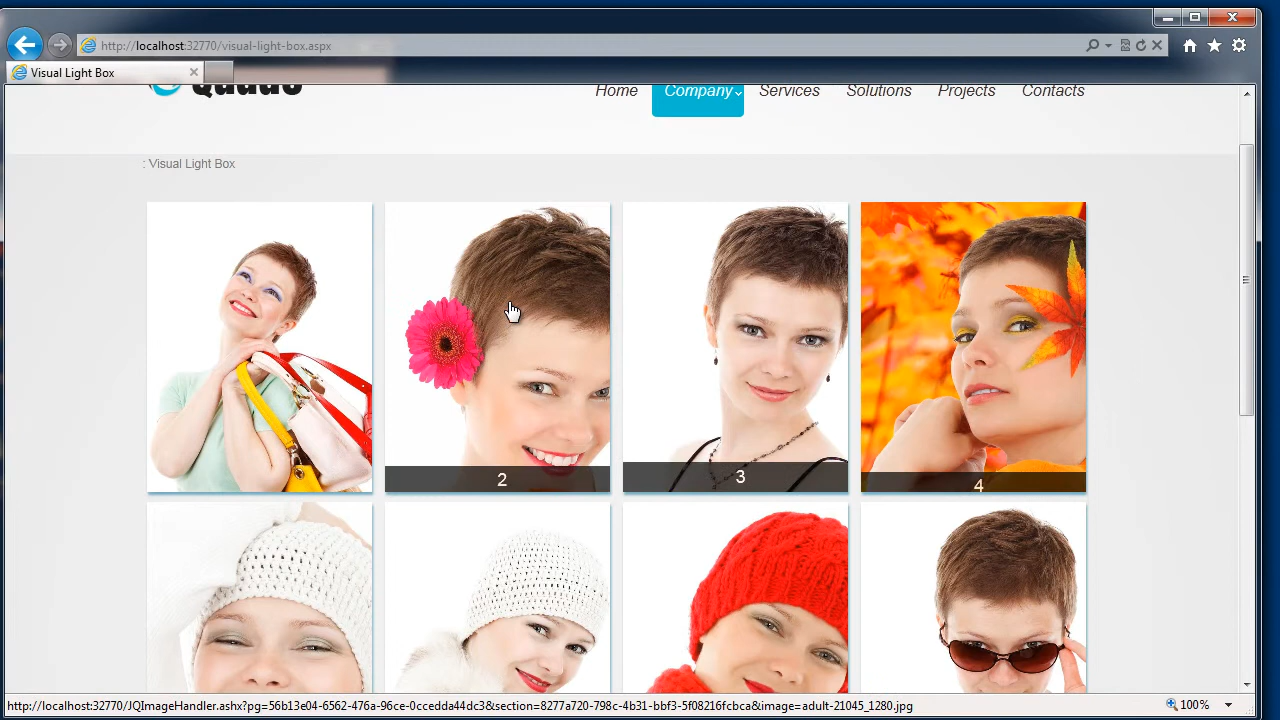 http://localhost:32770/visual-light-box.aspx
Visual Light Box
Home Company Services Solutions Projects Contacts
: Visual Light Box
2
3
4
http://localhost:32770/JQImageHandler.ashx?pg=56b13e04-6562-476a-96ce-0ccedda44dc3&section=82f7a720-798c-4b31-bbf3-5f08216fcbca&image=adult-21045_1280.jpg
100%